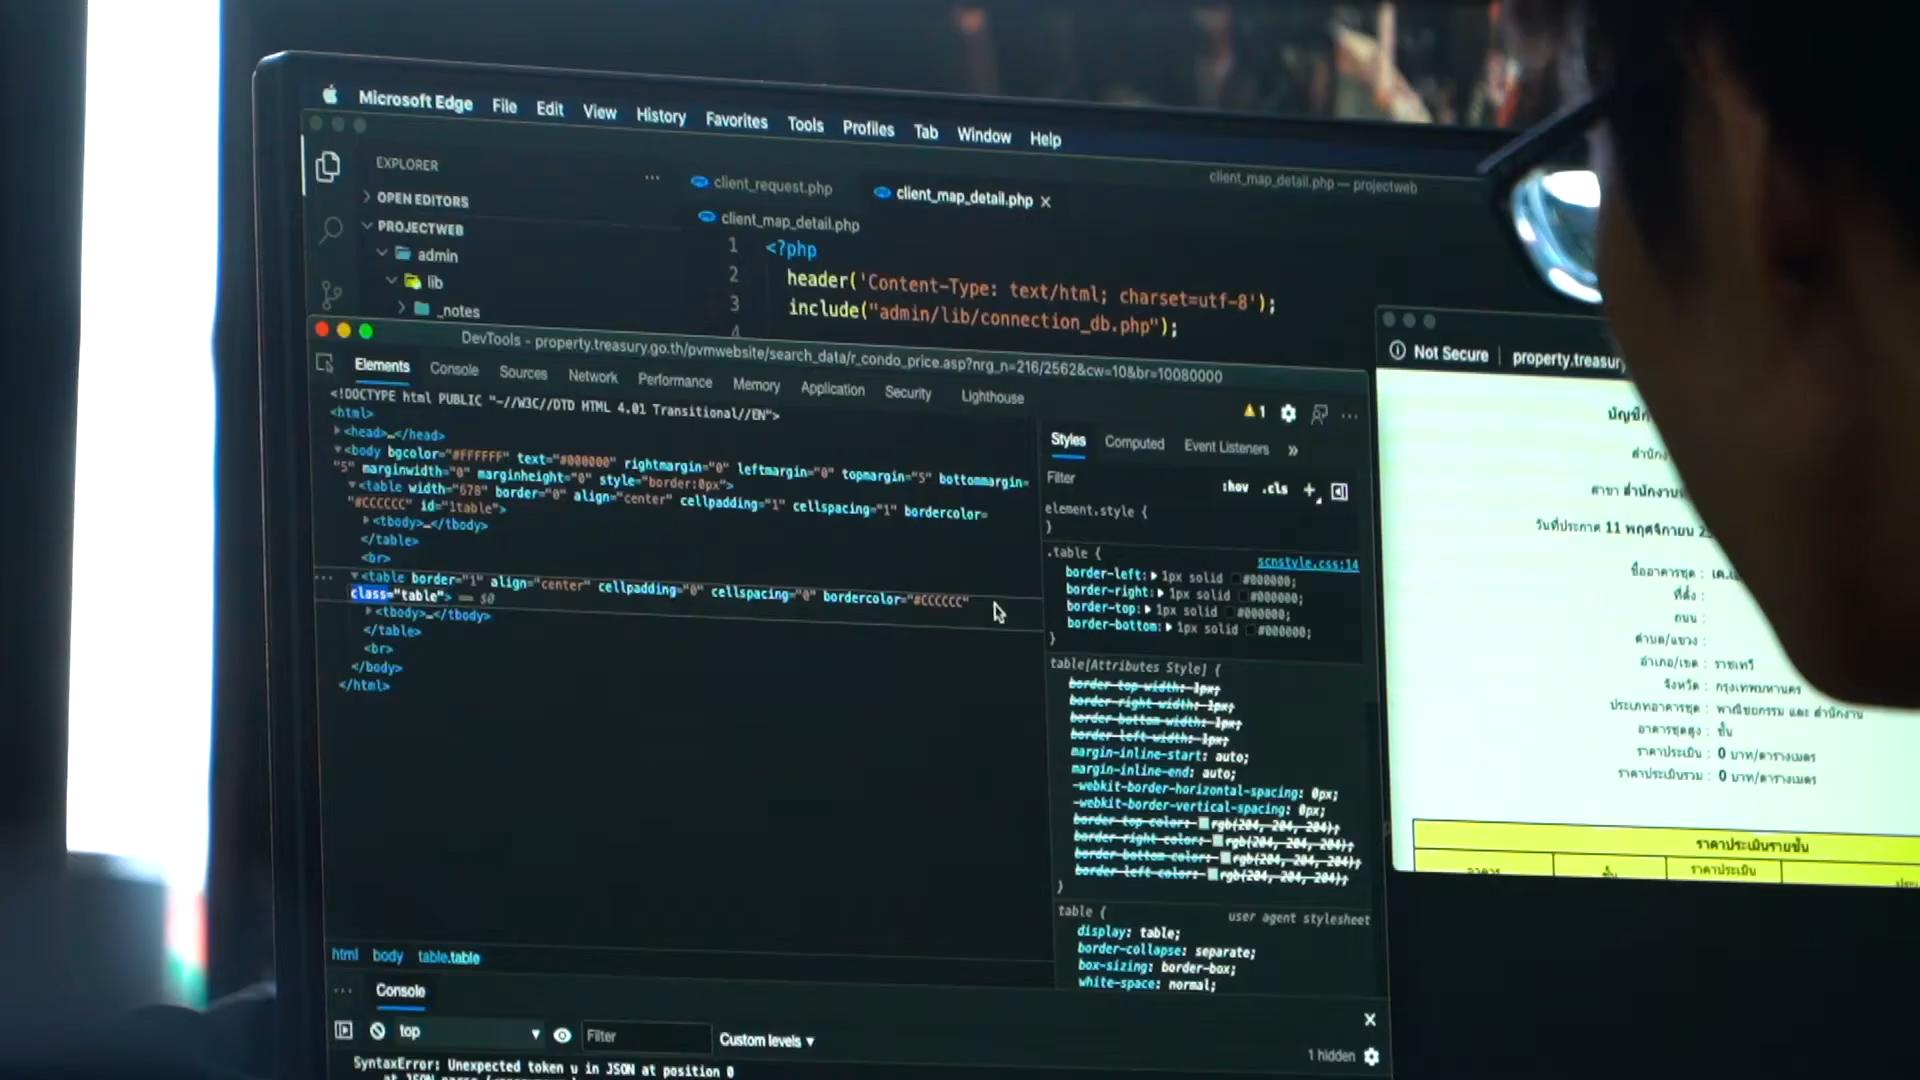 Microsoft Edge File Edit View History Favorites Tools Profiles Tab Window Help
client_map_detail.php — projectweb
EXPLORER
OPEN EDITORS
PROJECTWEB
admin
lib
_notes
client_request.php
client_map_detail.php
client_map_detail.php
1 <?php
2 header('Content-Type: text/html; charset=utf-8');
3 include("admin/lib/connection_db.php");
4
DevTools - property.treasury.go.th/pvmwebsite/search_data/r_condo_price.asp?nrg_n=216/2562&cw=10&br=10080000
Elements Console Sources Network Performance Memory Application Security Lighthouse
1
<!DOCTYPE html PUBLIC "-//W3C//DTD HTML 4.01 Transitional//EN">
<html>
<head>…</head>
<body bgcolor="#FFFFFF" text="#000000" rightmargin="0" leftmargin="0" topmargin="5" bottommargin=
"5" marginwidth="0" marginheight="0" style="border:0px">
<table width="678" border="0" align="center" cellpadding="1" cellspacing="1" bordercolor=
"#CCCCCC" id="1table">
<tbody>…</tbody>
</table>
<br>
<table border="1" align="center" cellpadding="0" cellspacing="0" bordercolor="#CCCCCC"
class="table"> == $0
<tbody>…</tbody>
</table>
<br>
</body>
</html>
html body table.table
Styles Computed Event Listeners »
Filter :hov .cls +
element.style {
}
.table { scnstyle.css:14
border-left: 1px solid #000000;
border-right: 1px solid #000000;
border-top: 1px solid #000000;
border-bottom: 1px solid #000000;
}
table[Attributes Style] {
border-top-width: 1px;
border-right-width: 1px;
border-bottom-width: 1px;
border-left-width: 1px;
margin-inline-start: auto;
margin-inline-end: auto;
-webkit-border-horizontal-spacing: 0px;
-webkit-border-vertical-spacing: 0px;
border-top-color: rgb(204, 204, 204);
border-right-color: rgb(204, 204, 204);
border-bottom-color: rgb(204, 204, 204);
border-left-color: rgb(204, 204, 204);
}
table { user agent stylesheet
display: table;
border-collapse: separate;
box-sizing: border-box;
white-space: normal;
Console
top Filter Custom levels 1 hidden
SyntaxError: Unexpected token u in JSON at position 0
Not Secure property.treasury
สาขา สำนักงาน
วันที่ประกาศ 11 พฤศจิกายน
ชื่ออาคารชุด :
ที่ตั้ง :
ถนน :
ตำบล/แขวง :
อำเภอ/เขต : ราชเทวี
จังหวัด : กรุงเทพมหานคร
ประเภทอาคารชุด : พาณิชยกรรม และ สำนักงาน
อาคารชุดสูง : ชั้น
ราคาประเมิน : 0 บาท/ตารางเมตร
ราคาประเมินรวม : 0 บาท/ตารางเมตร
ราคาประเมินรายชั้น
ราคาประเมิน